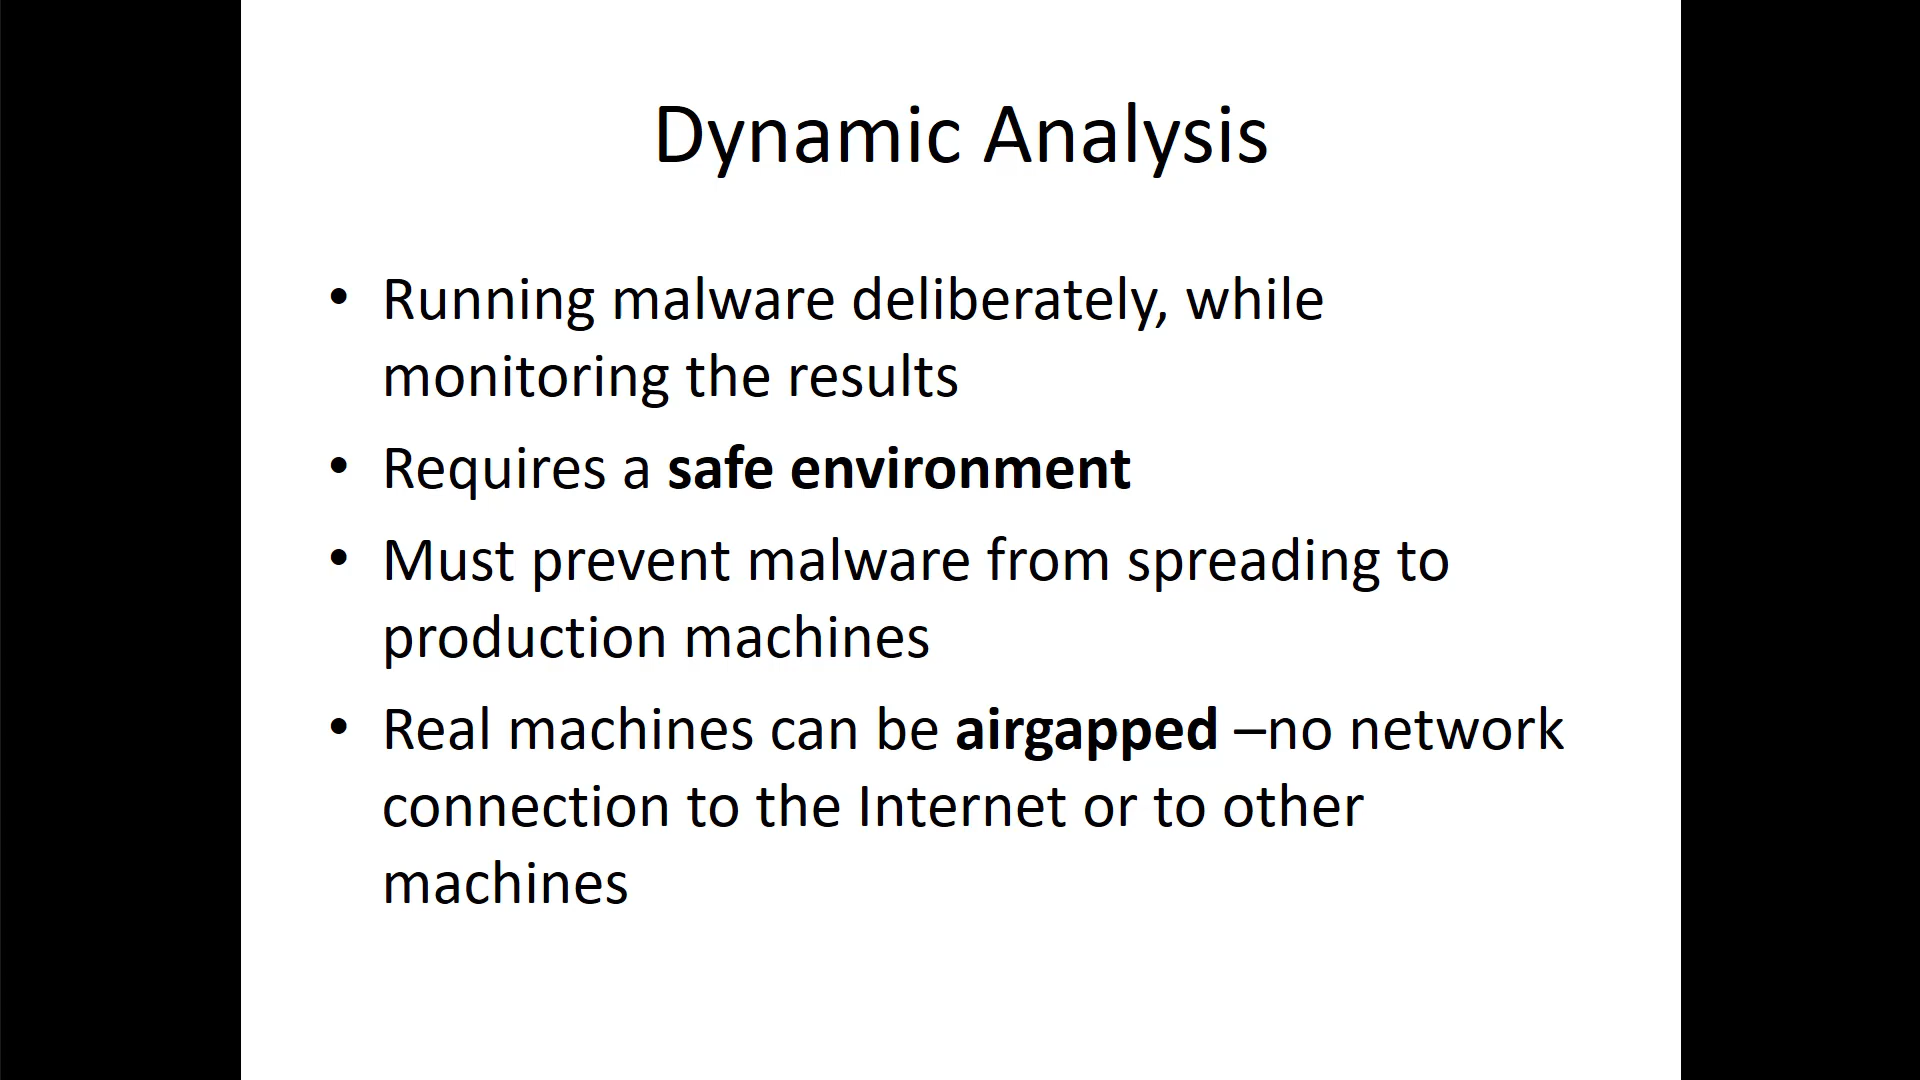 Dynamic Analysis
• Running malware deliberately, while
monitoring the results
• Requires a safe environment
• Must prevent malware from spreading to
production machines
• Real machines can be airgapped –no network
connection to the Internet or to other
machines